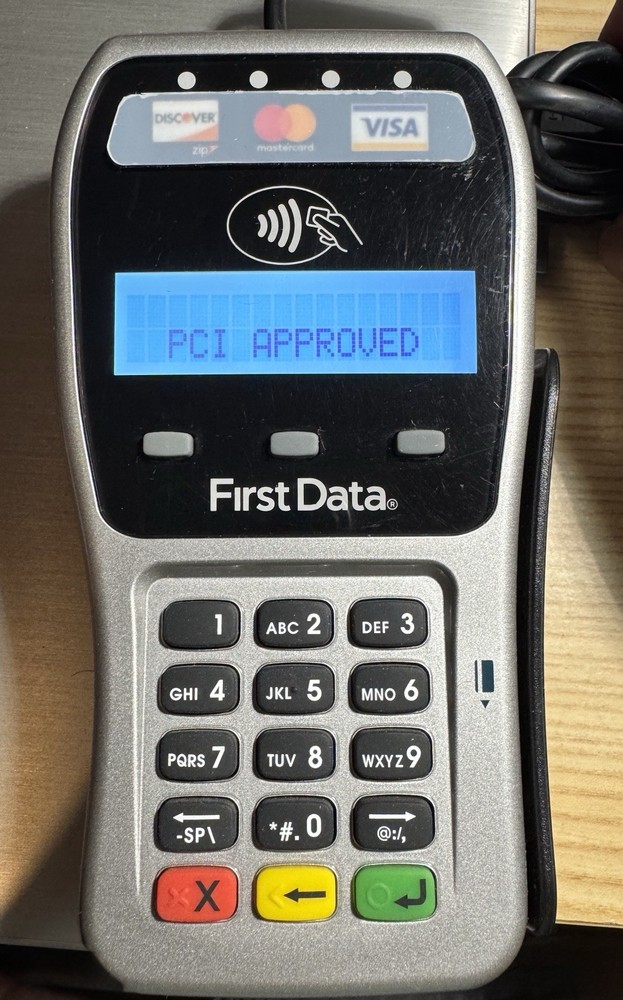 DISCOVER mastercard VISA
zip
PCI APPROVED
First Data®
1 ABC 2 DEF 3
GHI 4 JKL 5 MNO 6
PQRS 7 TUV 8 WXYZ 9
-SP\ *#. 0 @:/,
X